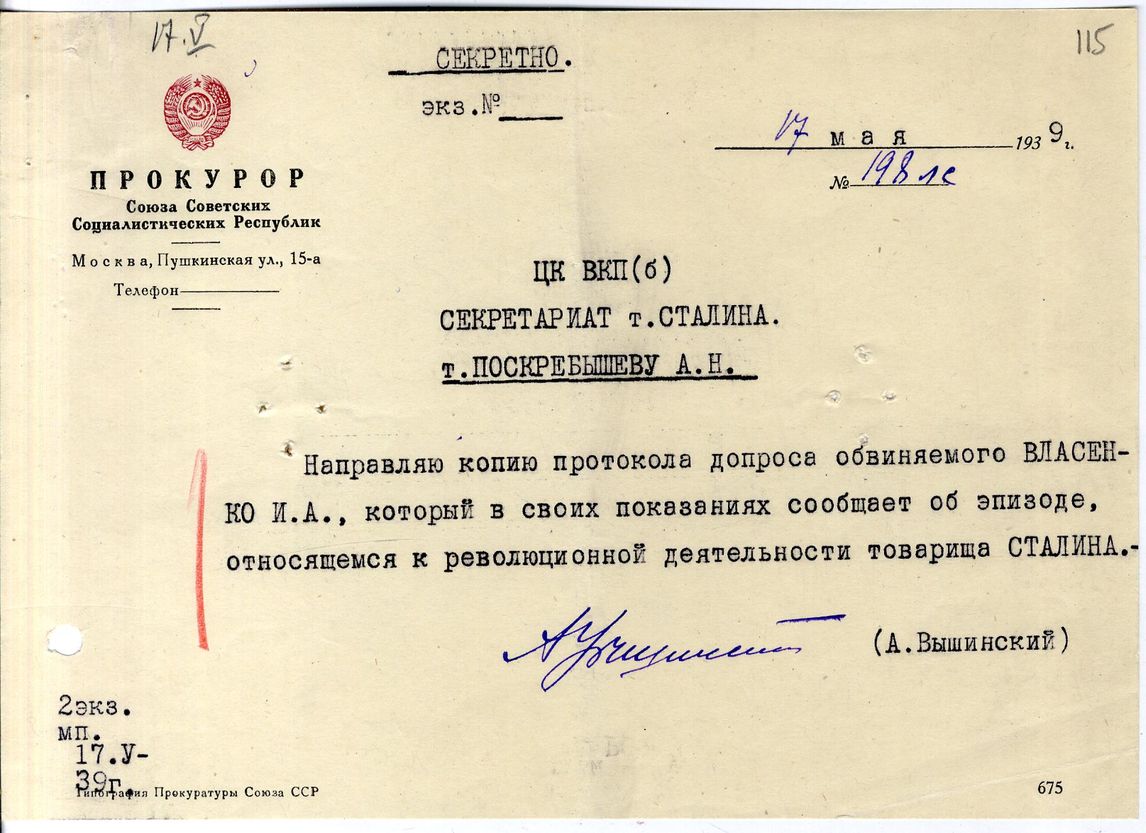 17.V
115
СЕКРЕТНО.
экз.№
17 мая 1939 г.
№ 198лс
ПРОКУРОР
Союза Советских
Социалистических Республик
Москва, Пушкинская ул., 15-а
Телефон
ЦК ВКП(б)
СЕКРЕТАРИАТ т.СТАЛИНА.
т.ПОСКРЕБЫШЕВУ А.Н.
Направляю копию протокола допроса обвиняемого ВЛАСЕН-
КО И.А., который в своих показаниях сообщает об эпизоде,
относящемся к революционной деятельности товарища СТАЛИНА.-
А Вышинский
(А.Вышинский)
2экз.
мп.
17.У-
39г.
Типография Прокуратуры Союза ССР
675